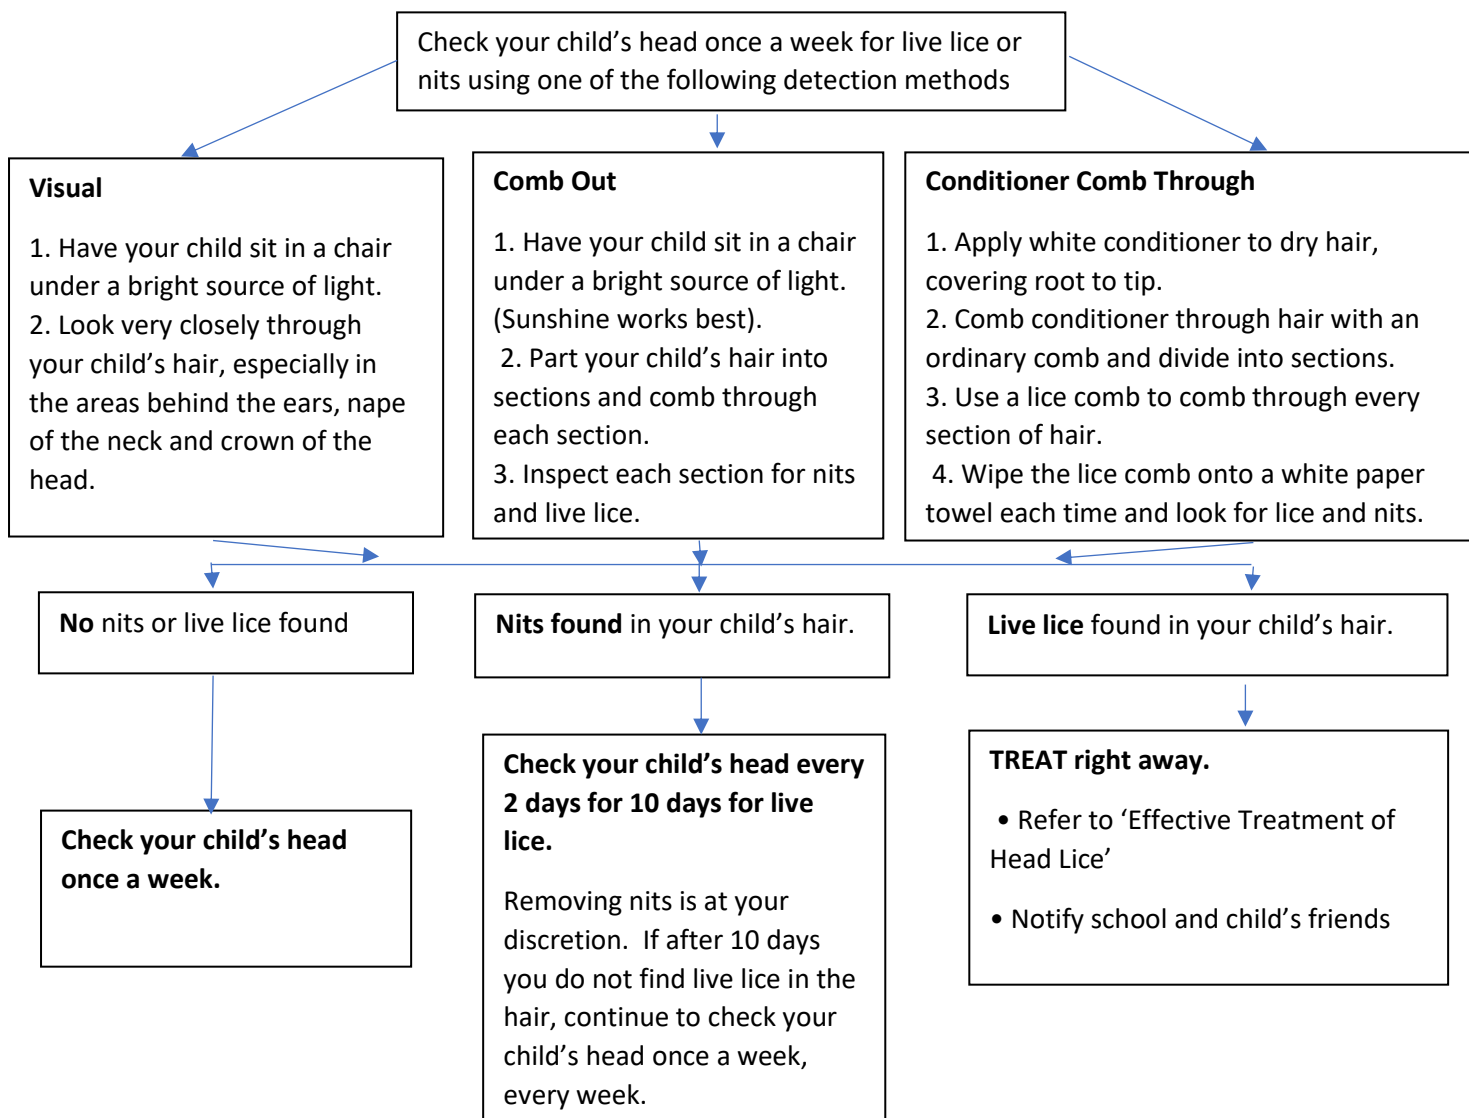 Check your child’s head once a week for live lice or
nits using one of the following detection methods
Visual
1. Have your child sit in a chair
under a bright source of light.
2. Look very closely through
your child’s hair, especially in
the areas behind the ears, nape
of the neck and crown of the
head.
Comb Out
1. Have your child sit in a chair
under a bright source of light.
(Sunshine works best).
2. Part your child’s hair into
sections and comb through
each section.
3. Inspect each section for nits
and live lice.
Conditioner Comb Through
1. Apply white conditioner to dry hair,
covering root to tip.
2. Comb conditioner through hair with an
ordinary comb and divide into sections.
3. Use a lice comb to comb through every
section of hair.
4. Wipe the lice comb onto a white paper
towel each time and look for lice and nits.
No nits or live lice found
Nits found in your child’s hair.
Live lice found in your child’s hair.
Check your child’s head
once a week.
Check your child’s head every
2 days for 10 days for live
lice.
Removing nits is at your
discretion.  If after 10 days
you do not find live lice in the
hair, continue to check your
child’s head once a week,
every week.
TREAT right away.
• Refer to ‘Effective Treatment of
Head Lice’
• Notify school and child’s friends